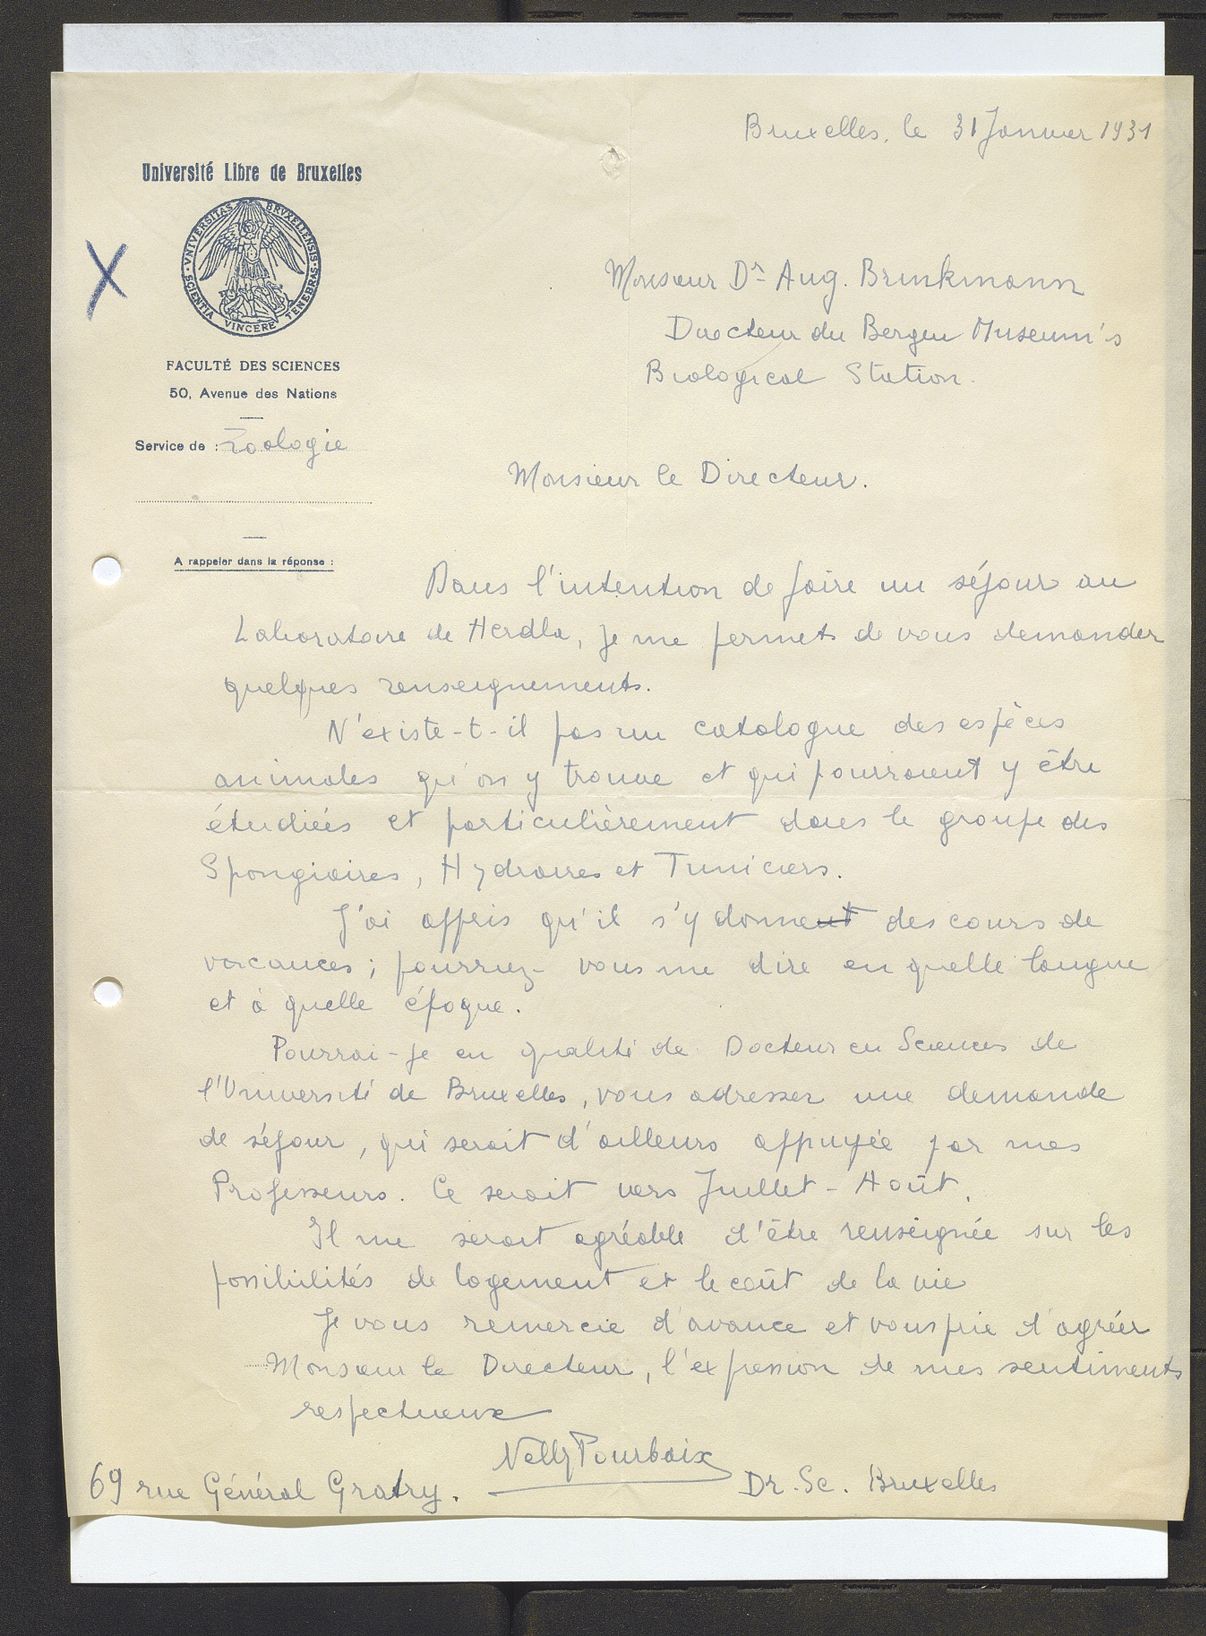 Bruxelles, le 31 Janvier 1931
Université Libre de Bruxelles
VNIVERSITAS BRVXELLENSIS
SCIENTIA VINCERE TENEBRAS
X
FACULTÉ DES SCIENCES
50, Avenue des Nations
Service de : Zoologie
A rappeler dans la réponse :
Monsieur Dr Aug. Brinkmann
Directeur du Bergen Museum's
Biological Station.
Monsieur le Directeur.
Dans l'intention de faire un séjour au
Laboratoire de Herdla, je me permets de vous demander
quelques renseignements.
N'existe-t-il pas un catalogue des espèces
animales qu'on y trouve et qui pourraient y être
étudiées et particulièrement dans le groupe des
Spongiaires, Hydraires et Tuniciers.
J'ai appris qu'il s'y donnent des cours de
vacances ; pourriez-vous me dire en quelle langue
et à quelle époque.
Pourrai-je en qualité de Docteur en Sciences de
l'Université de Bruxelles, vous adresser une demande
de séjour, qui serait d'ailleurs appuyée par mes
Professeurs. Ce serait vers Juillet-Août.
Il me serait agréable d'être renseignée sur les
possibilités de logement et le coût de la vie
Je vous remercie d'avance et vous prie d'agréer
Monsieur le Directeur, l'expression de mes sentiments
respectueux
Nelly Pourbaix
Dr. Sc. Bruxelles
69 rue Général Gratry.